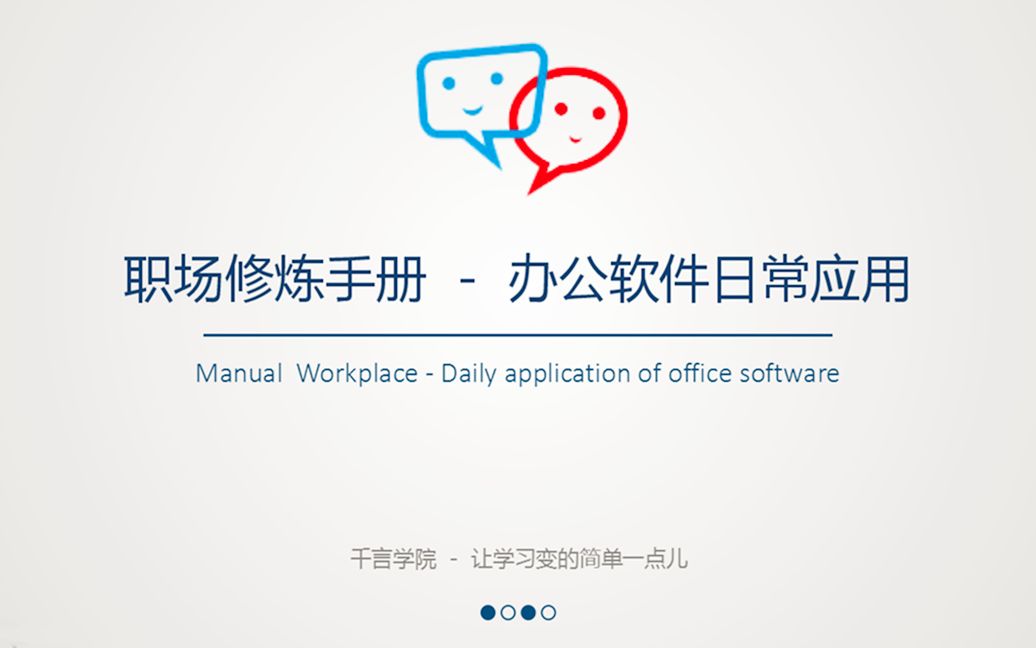 职场修炼手册 - 办公软件日常应用
Manual Workplace - Daily application of office software
千言学院 - 让学习变的简单一点儿